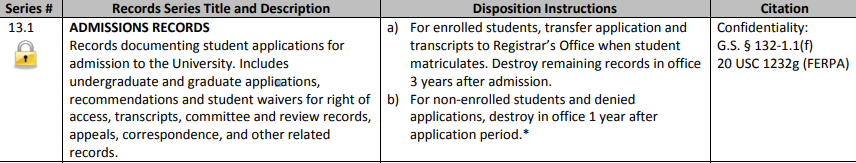 Series #
Records Series Title and Description
Disposition Instructions
Citation
13.1
ADMISSIONS RECORDS
Records documenting student applications for
admission to the University. Includes
undergraduate and graduate applications,
recommendations and student waivers for right of
access, transcripts, committee and review records,
appeals, correspondence, and other related
records.
a) For enrolled students, transfer application and
transcripts to Registrar's Office when student
matriculates. Destroy remaining records in office
3 years after admission.
b) For non-enrolled students and denied
applications, destroy in office 1 year after
application period.*
Confidentiality:
G.S. § 132-1.1(f)
20 USC 1232g (FERPA)